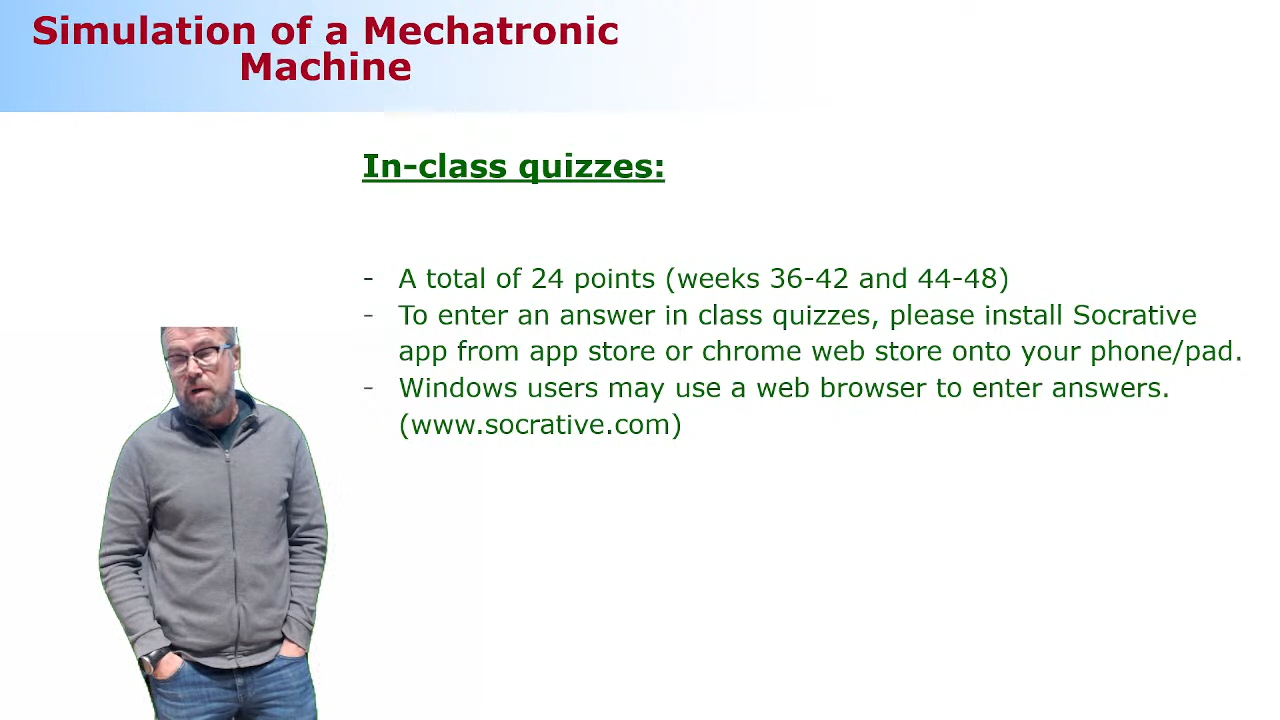 Simulation of a Mechatronic
Machine
In-class quizzes:
- A total of 24 points (weeks 36-42 and 44-48)
- To enter an answer in class quizzes, please install Socrative
app from app store or chrome web store onto your phone/pad.
- Windows users may use a web browser to enter answers.
(www.socrative.com)